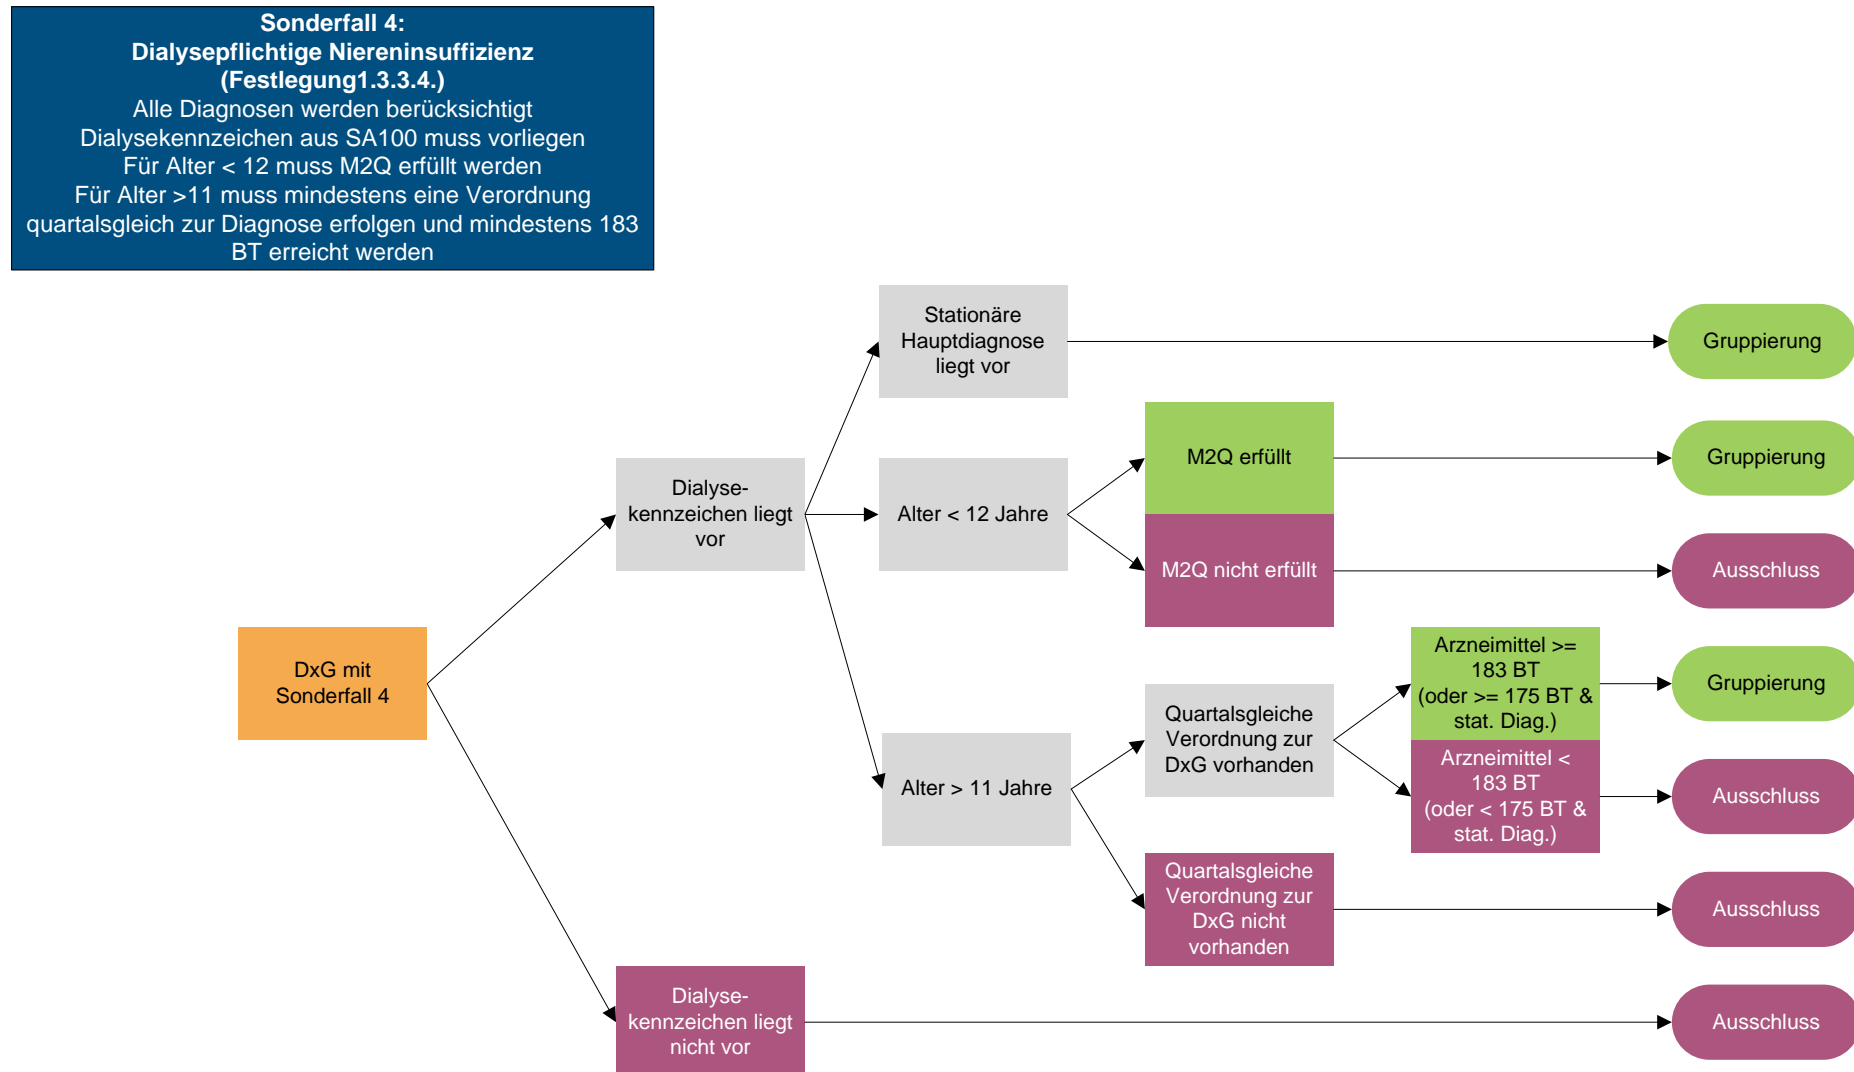 Sonderfall 4:
Dialysepflichtige Niereninsuffizienz
(Festlegung1.3.3.4.)
Alle Diagnosen werden berücksichtigt
Dialysekennzeichen aus SA100 muss vorliegen
Für Alter < 12 muss M2Q erfüllt werden
Für Alter >11 muss mindestens eine Verordnung
quartalsgleich zur Diagnose erfolgen und mindestens 183
BT erreicht werden
Stationäre
Hauptdiagnose
liegt vor
Gruppierung
M2Q erfüllt
Gruppierung
Dialyse-
kennzeichen liegt
vor
Alter < 12 Jahre
M2Q nicht erfüllt
Ausschluss
DxG mit
Sonderfall 4
Arzneimittel >=
183 BT
(oder >= 175 BT &
stat. Diag.)
Gruppierung
Quartalsgleiche
Verordnung zur
DxG vorhanden
Alter > 11 Jahre
Arzneimittel <
183 BT
(oder < 175 BT &
stat. Diag.)
Ausschluss
Quartalsgleiche
Verordnung zur
DxG nicht
vorhanden
Ausschluss
Dialyse-
kennzeichen liegt
nicht vor
Ausschluss